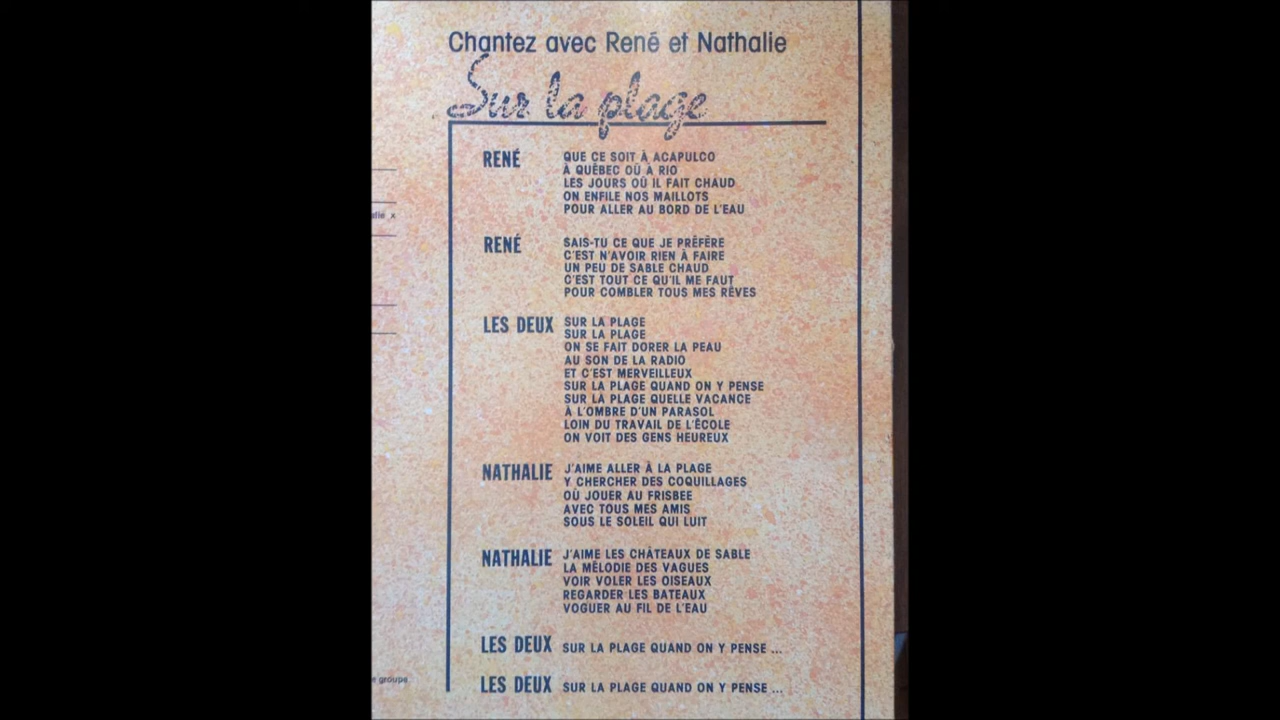 Chantez avec René et Nathalie
Sur la plage
RENÉ
QUE CE SOIT À ACAPULCO
À QUÉBEC OÙ À RIO
LES JOURS OÙ IL FAIT CHAUD
ON ENFILE NOS MAILLOTS
POUR ALLER AU BORD DE L'EAU
RENÉ
SAIS-TU CE QUE JE PRÉFÈRE
C'EST N'AVOIR RIEN À FAIRE
UN PEU DE SABLE CHAUD
C'EST TOUT CE QU'IL ME FAUT
POUR COMBLER TOUS MES RÊVES
LES DEUX
SUR LA PLAGE
SUR LA PLAGE
ON SE FAIT DORER LA PEAU
AU SON DE LA RADIO
ET C'EST MERVEILLEUX
SUR LA PLAGE QUAND ON Y PENSE
SUR LA PLAGE QUELLE VACANCE
À L'OMBRE D'UN PARASOL
LOIN DU TRAVAIL DE L'ÉCOLE
ON VOIT DES GENS HEUREUX
NATHALIE
J'AIME ALLER À LA PLAGE
Y CHERCHER DES COQUILLAGES
OÙ JOUER AU FRISBEE
AVEC TOUS MES AMIS
SOUS LE SOLEIL QUI LUIT
NATHALIE
J'AIME LES CHÂTEAUX DE SABLE
LA MÉLODIE DES VAGUES
VOIR VOLER LES OISEAUX
REGARDER LES BATEAUX
VOGUER AU FIL DE L'EAU
LES DEUX
SUR LA PLAGE QUAND ON Y PENSE ...
LES DEUX
SUR LA PLAGE QUAND ON Y PENSE ...
groupe